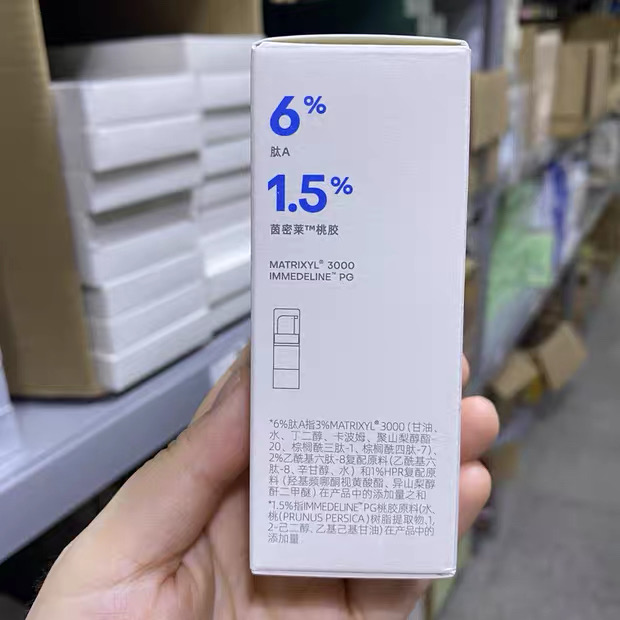 6%
肽A
1.5%
茵密莱™桃胶
MATRIXYL® 3000
IMMEDELINE™ PG
*6%肽A指3%MATRIXYL®3000(甘油、
水、丁二醇、卡波姆、聚山梨醇酯-
20、棕榈酰三肽-1、棕榈酰四肽-7)、
2%乙酰基六肽-8复配原料(乙酰基六
肽-8、辛甘醇、水)和1%HPR复配原
料(羟基频哪酮视黄酸酯、异山梨醇
酐二甲醚)在产品中的添加量之和
*1.5%指IMMEDELINE™PG桃胶原料(水、
桃(PRUNUS PERSICA)树脂提取物、1,
2-己二醇、乙基己基甘油)在产品中的
添加量